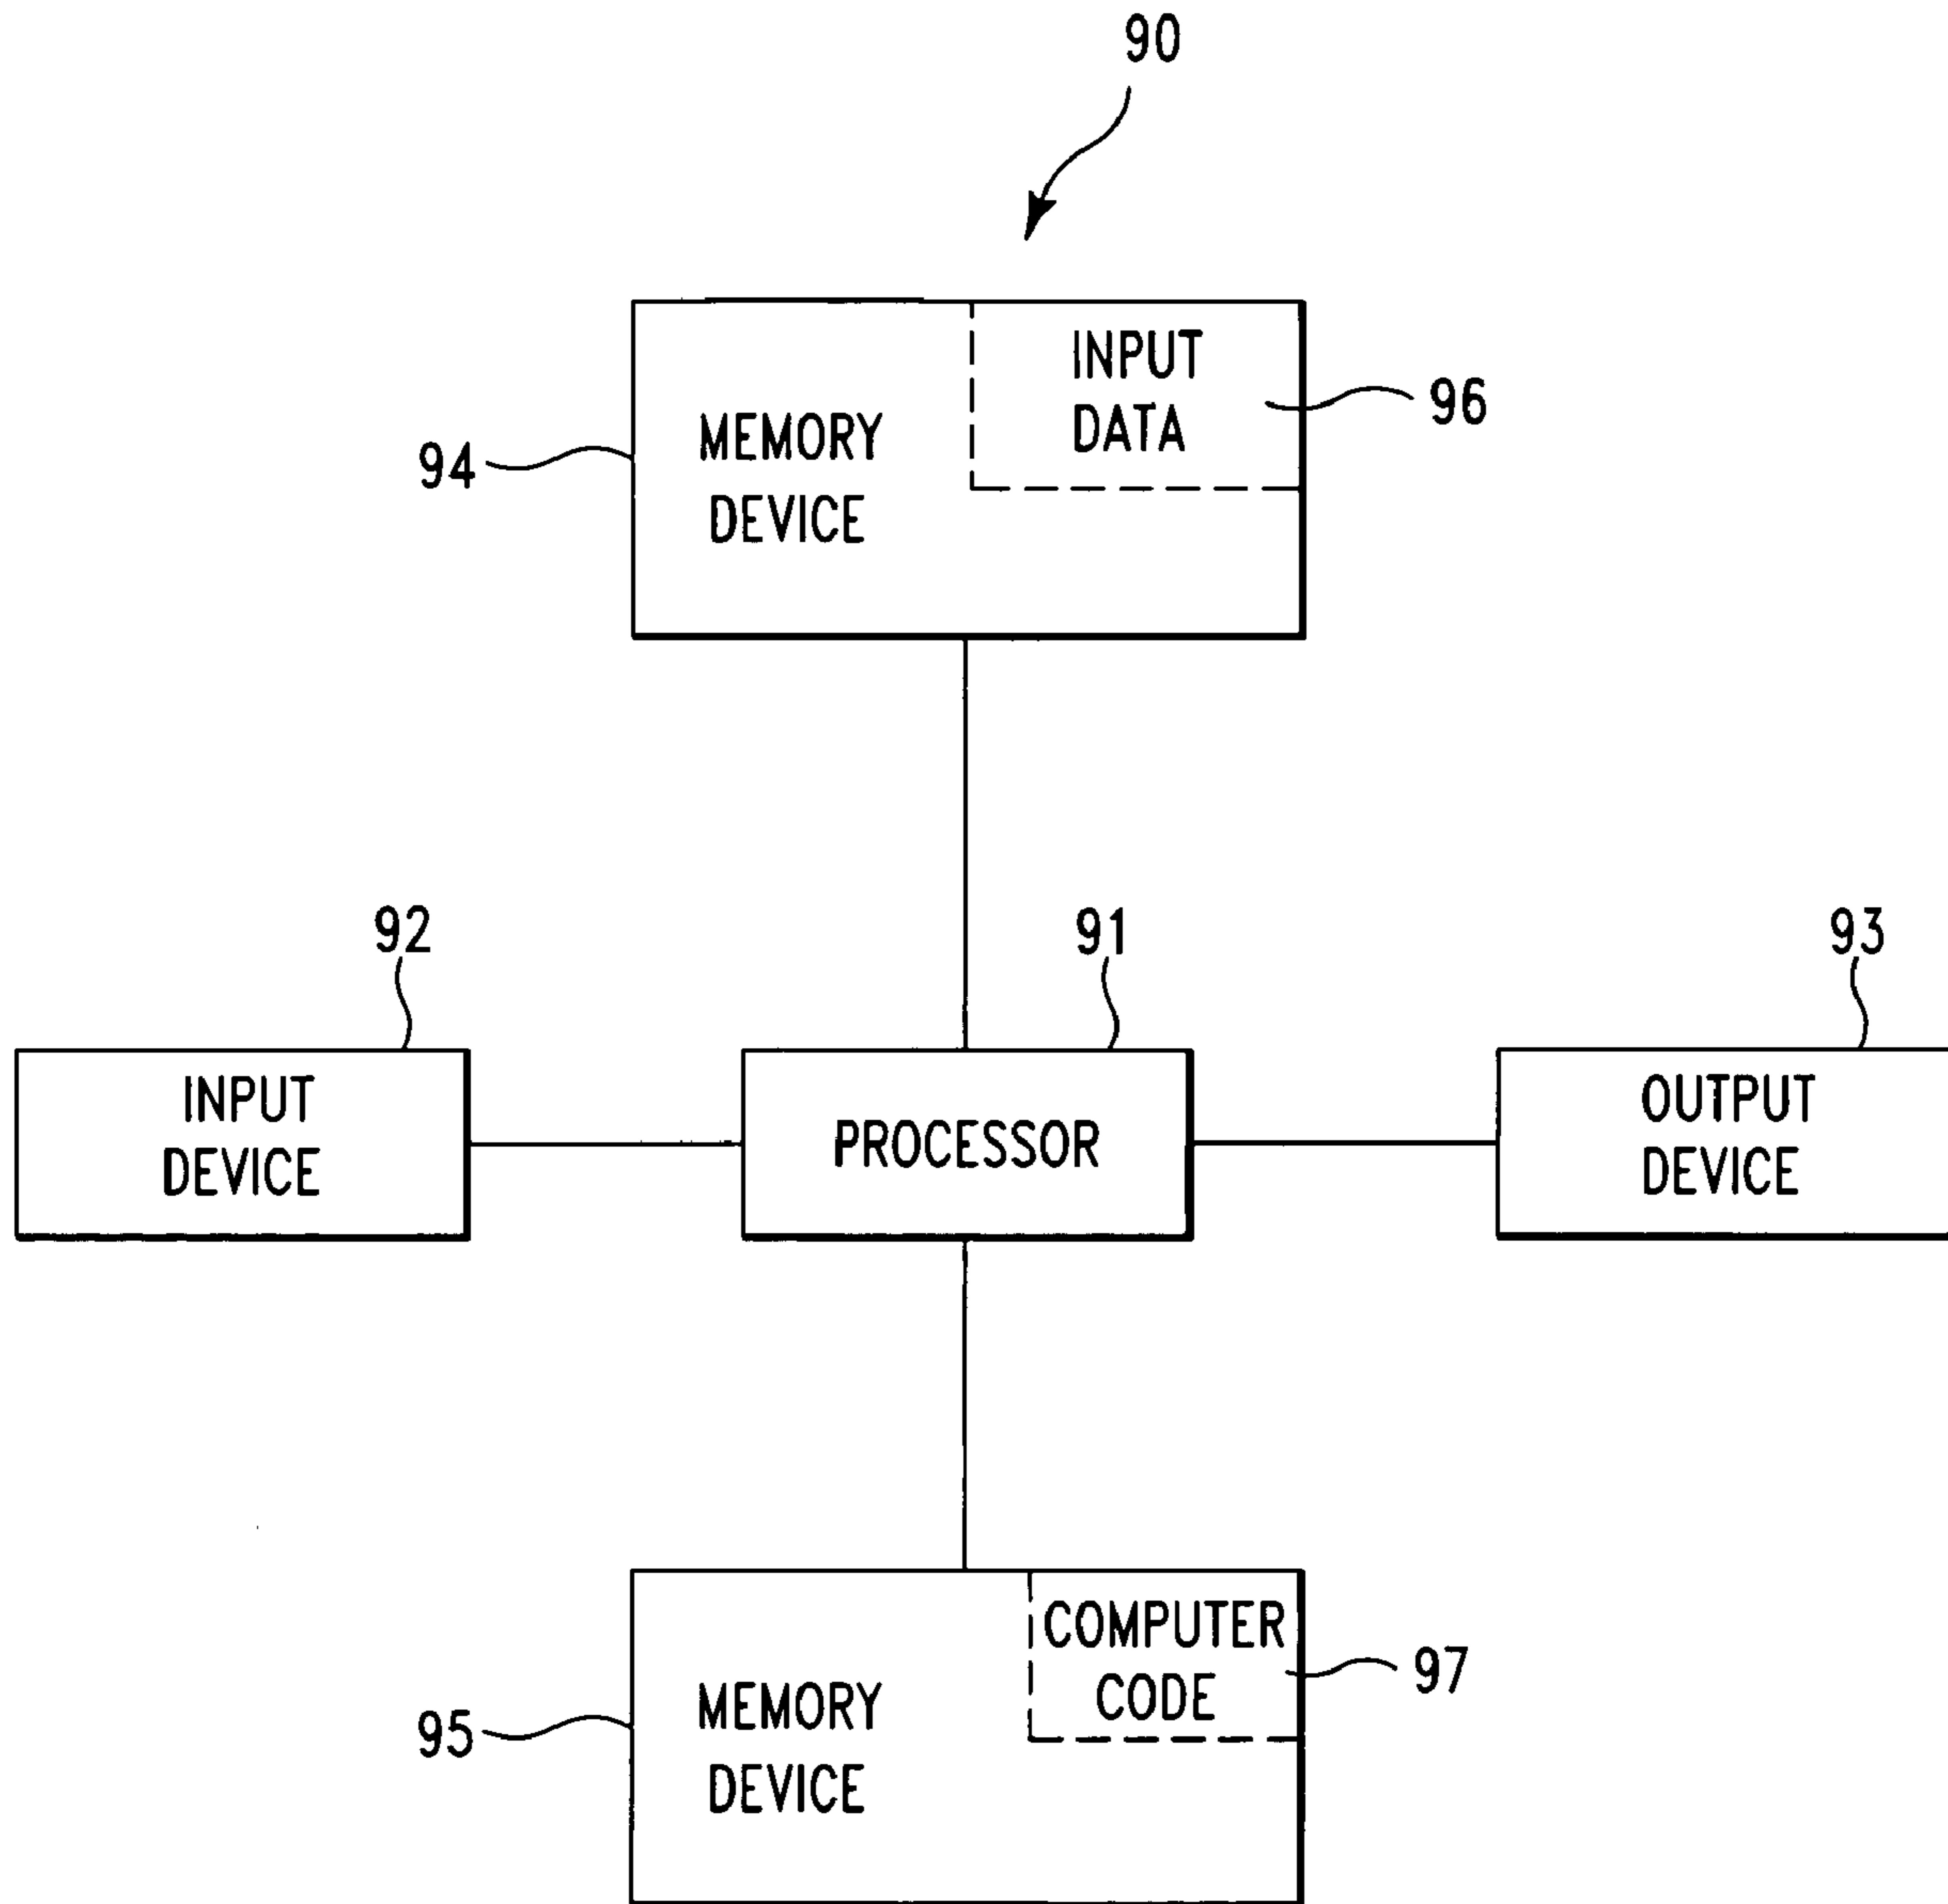 90
INPUT
DATA
96
MEMORY
DEVICE
94
92
91
93
INPUT
DEVICE
PROCESSOR
OUTPUT
DEVICE
COMPUTER
CODE
97
MEMORY
DEVICE
95